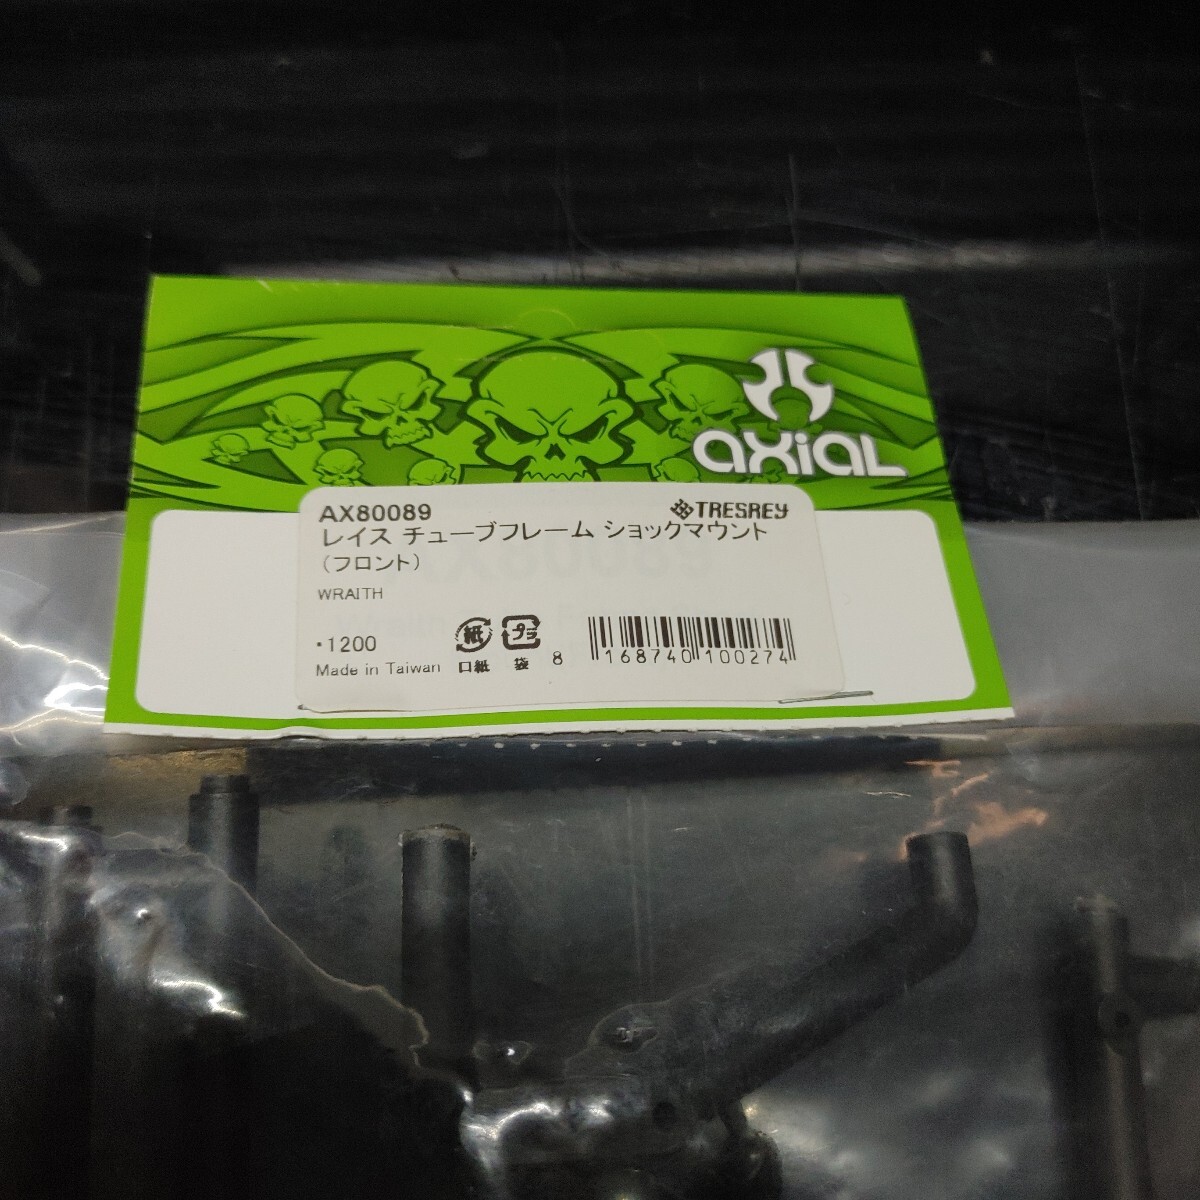 axial
AX80089
TRESREY
レイス チューブフレーム ショックマウント
（フロント）
WRAITH
・1200
紙
プラ
Made in Taiwan
口紙
袋
8 168740 100274